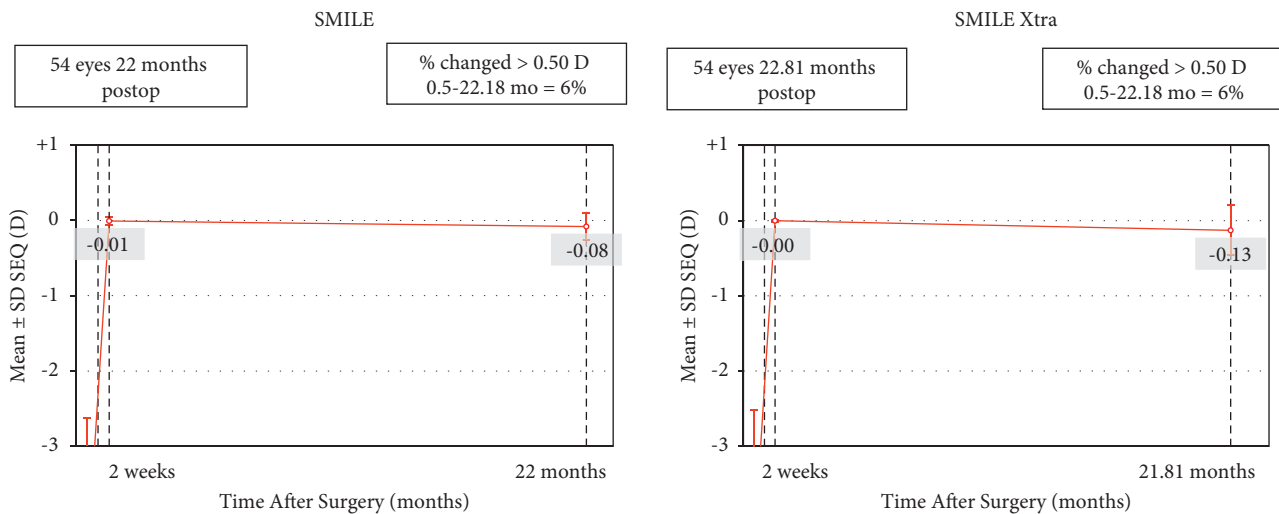 SMILE
54 eyes 22 months
postop
% changed > 0.50 D
0.5-22.18 mo = 6%
Mean ± SD SEQ (D)
+1
0
-1
-2
-3
-0.01
-0.08
2 weeks
22 months
Time After Surgery (months)
SMILE Xtra
54 eyes 22.81 months
postop
% changed > 0.50 D
0.5-22.18 mo = 6%
Mean ± SD SEQ (D)
+1
0
-1
-2
-3
-0.00
-0.13
2 weeks
21.81 months
Time After Surgery (months)